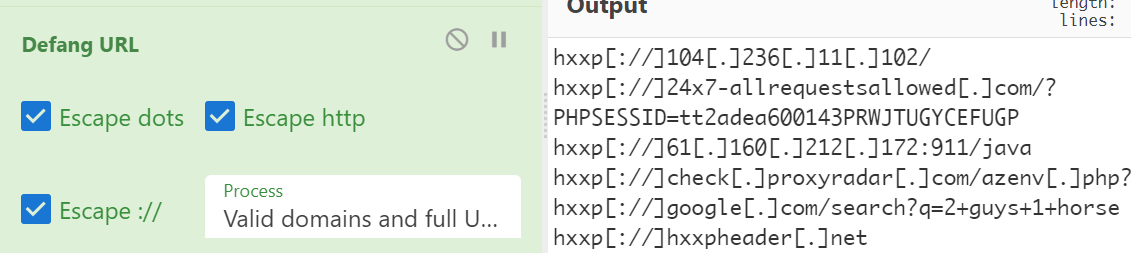 Defang URL
Escape dots
Escape http
Escape ://
Process
Valid domains and full U...
Output
length:
lines:
hxxp[://]104[.]236[.]11[.]102/
hxxp[://]24x7-allrequestsallowed[.]com/?
PHPSESSID=tt2adea600143PRWJTUGYCEFUGP
hxxp[://]61[.]160[.]212[.]172:911/java
hxxp[://]check[.]proxyradar[.]com/azenv[.]php?
hxxp[://]google[.]com/search?q=2+guys+1+horse
hxxp[://]hxxpheader[.]net